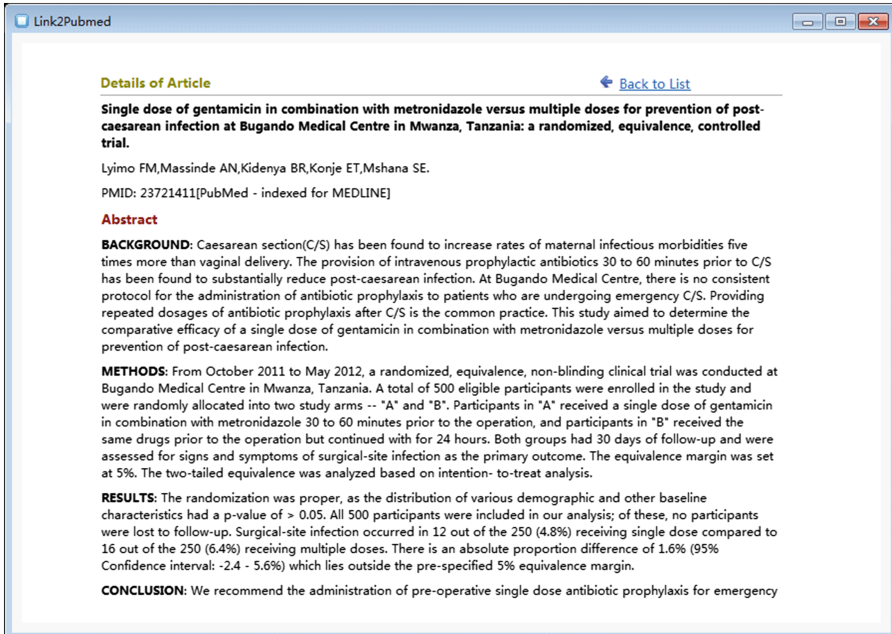 Link2Pubmed
Details of Article
Back to List
Single dose of gentamicin in combination with metronidazole versus multiple doses for prevention of post-
caesarean infection at Bugando Medical Centre in Mwanza, Tanzania: a randomized, equivalence, controlled
trial.
Lyimo FM,Massinde AN,Kidenya BR,Konje ET,Mshana SE.
PMID: 23721411[PubMed - indexed for MEDLINE]
Abstract
BACKGROUND: Caesarean section(C/S) has been found to increase rates of maternal infectious morbidities five
times more than vaginal delivery. The provision of intravenous prophylactic antibiotics 30 to 60 minutes prior to C/S
has been found to substantially reduce post-caesarean infection. At Bugando Medical Centre, there is no consistent
protocol for the administration of antibiotic prophylaxis to patients who are undergoing emergency C/S. Providing
repeated dosages of antibiotic prophylaxis after C/S is the common practice. This study aimed to determine the
comparative efficacy of a single dose of gentamicin in combination with metronidazole versus multiple doses for
prevention of post-caesarean infection.
METHODS: From October 2011 to May 2012, a randomized, equivalence, non-blinding clinical trial was conducted at
Bugando Medical Centre in Mwanza, Tanzania. A total of 500 eligible participants were enrolled in the study and
were randomly allocated into two study arms -- "A" and "B". Participants in "A" received a single dose of gentamicin
in combination with metronidazole 30 to 60 minutes prior to the operation, and participants in "B" received the
same drugs prior to the operation but continued with for 24 hours. Both groups had 30 days of follow-up and were
assessed for signs and symptoms of surgical-site infection as the primary outcome. The equivalence margin was set
at 5%. The two-tailed equivalence was analyzed based on intention- to-treat analysis.
RESULTS: The randomization was proper, as the distribution of various demographic and other baseline
characteristics had a p-value of > 0.05. All 500 participants were included in our analysis; of these, no participants
were lost to follow-up. Surgical-site infection occurred in 12 out of the 250 (4.8%) receiving single dose compared to
16 out of the 250 (6.4%) receiving multiple doses. There is an absolute proportion difference of 1.6% (95%
Confidence interval: -2.4 - 5.6%) which lies outside the pre-specified 5% equivalence margin.
CONCLUSION: We recommend the administration of pre-operative single dose antibiotic prophylaxis for emergency